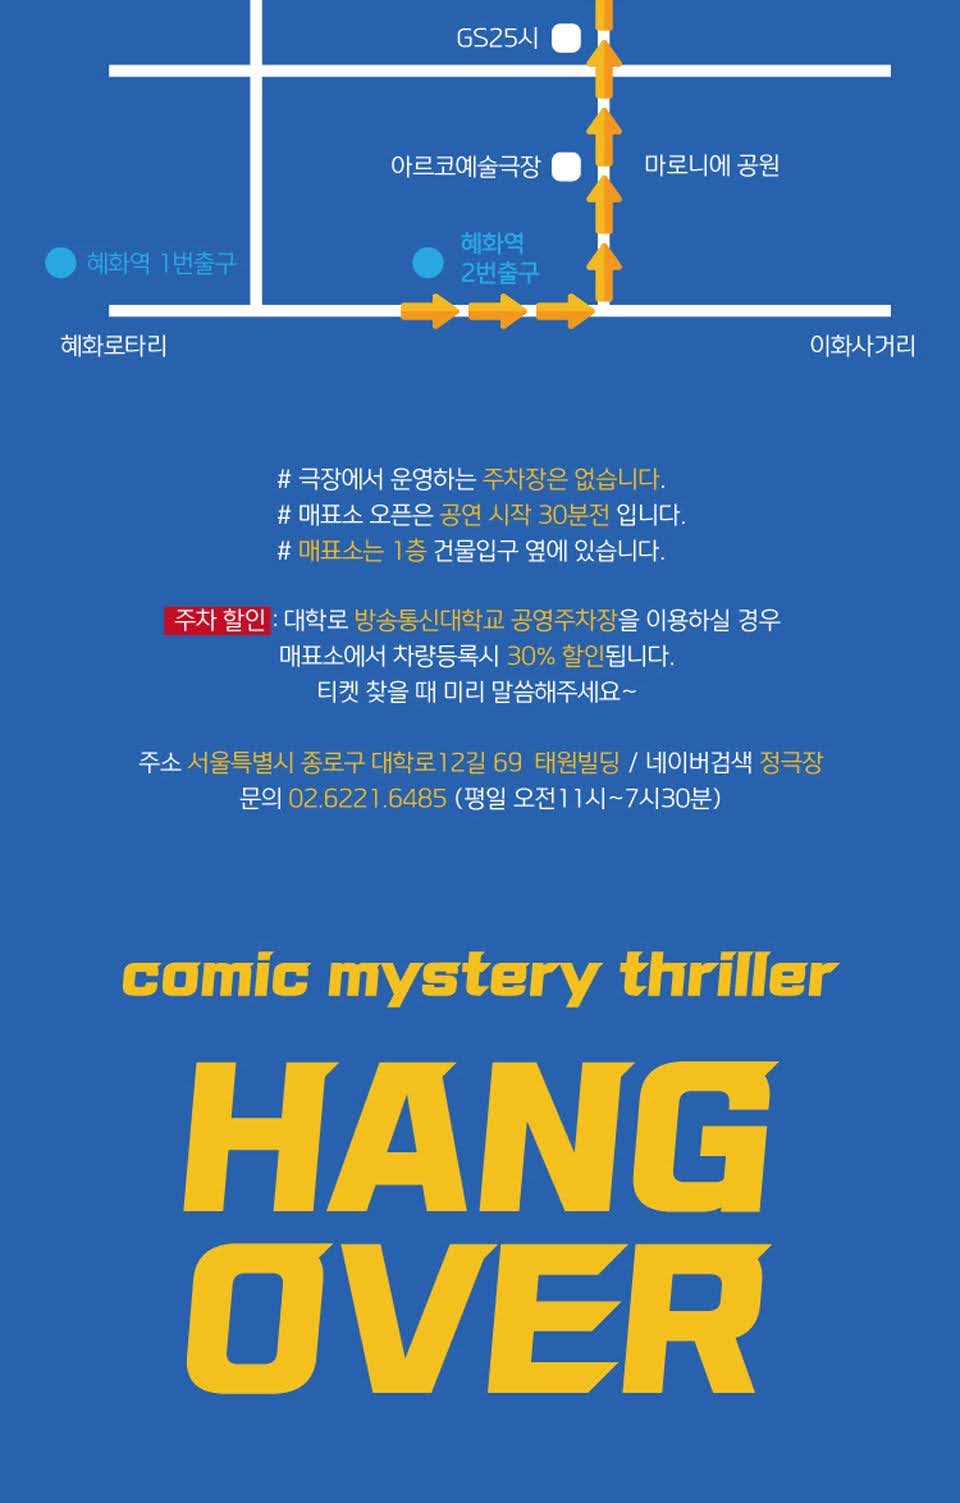 GS25시
아르코예술극장
마로니에 공원
혜화역 1번출구
혜화역
2번출구
혜화로타리
이화사거리
# 극장에서 운영하는 주차장은 없습니다.
# 매표소 오픈은 공연 시작 30분전 입니다.
# 매표소는 1층 건물입구 옆에 있습니다.
주차 할인 : 대학로 방송통신대학교 공영주차장을 이용하실 경우
매표소에서 차량등록시 30% 할인됩니다.
티켓 찾을 때 미리 말씀해주세요~
주소 서울특별시 종로구 대학로12길 69 태원빌딩 / 네이버검색 정극장
문의 02.6221.6485 (평일 오전11시~7시30분)
comic mystery thriller
HANG
OVER